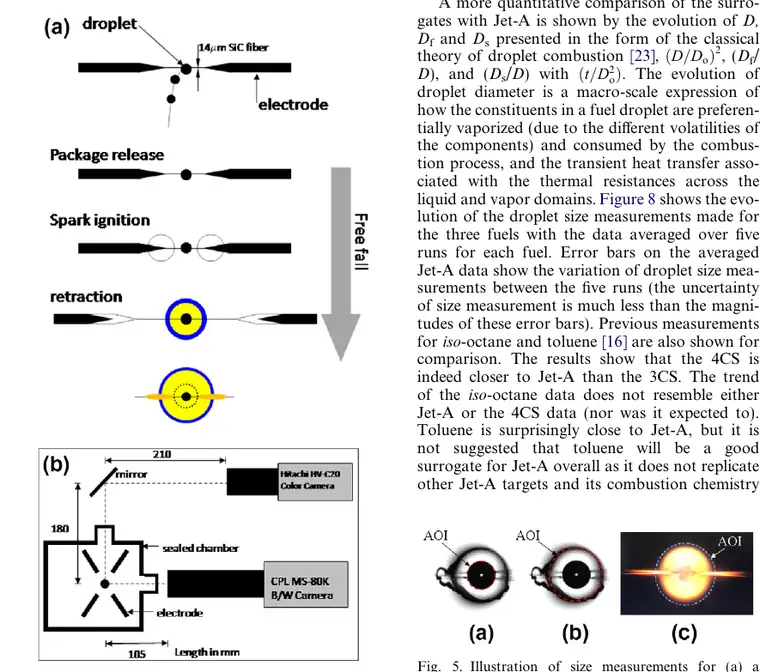 (a)
droplet
14μm SiC fiber
electrode
Package release
Spark ignition
Free fall
retraction
(b)
210
mirror
Hitachi HV-C20
Color Camera
180
sealed chamber
CPL MS-80K
B/W Camera
electrode
105
Length in mm
A more quantitative comparison of the surro-
gates with Jet-A is shown by the evolution of D,
Df and Ds presented in the form of the classical
theory of droplet combustion [23], (D/Do)², (Df/
D), and (Ds/D) with (t/Do²). The evolution of
droplet diameter is a macro-scale expression of
how the constituents in a fuel droplet are preferen-
tially vaporized (due to the different volatilities of
the components) and consumed by the combus-
tion process, and the transient heat transfer asso-
ciated with the thermal resistances across the
liquid and vapor domains. Figure 8 shows the evo-
lution of the droplet size measurements made for
the three fuels with the data averaged over five
runs for each fuel. Error bars on the averaged
Jet-A data show the variation of droplet size mea-
surements between the five runs (the uncertainty
of size measurement is much less than the magni-
tudes of these error bars). Previous measurements
for iso-octane and toluene [16] are also shown for
comparison. The results show that the 4CS is
indeed closer to Jet-A than the 3CS. The trend
of the iso-octane data does not resemble either
Jet-A or the 4CS data (nor was it expected to).
Toluene is surprisingly close to Jet-A, but it is
not suggested that toluene will be a good
surrogate for Jet-A overall as it does not replicate
other Jet-A targets and its combustion chemistry
AOI
AOI
AOI
(a)
(b)
(c)
Fig. 5. Illustration of size measurements for (a) a